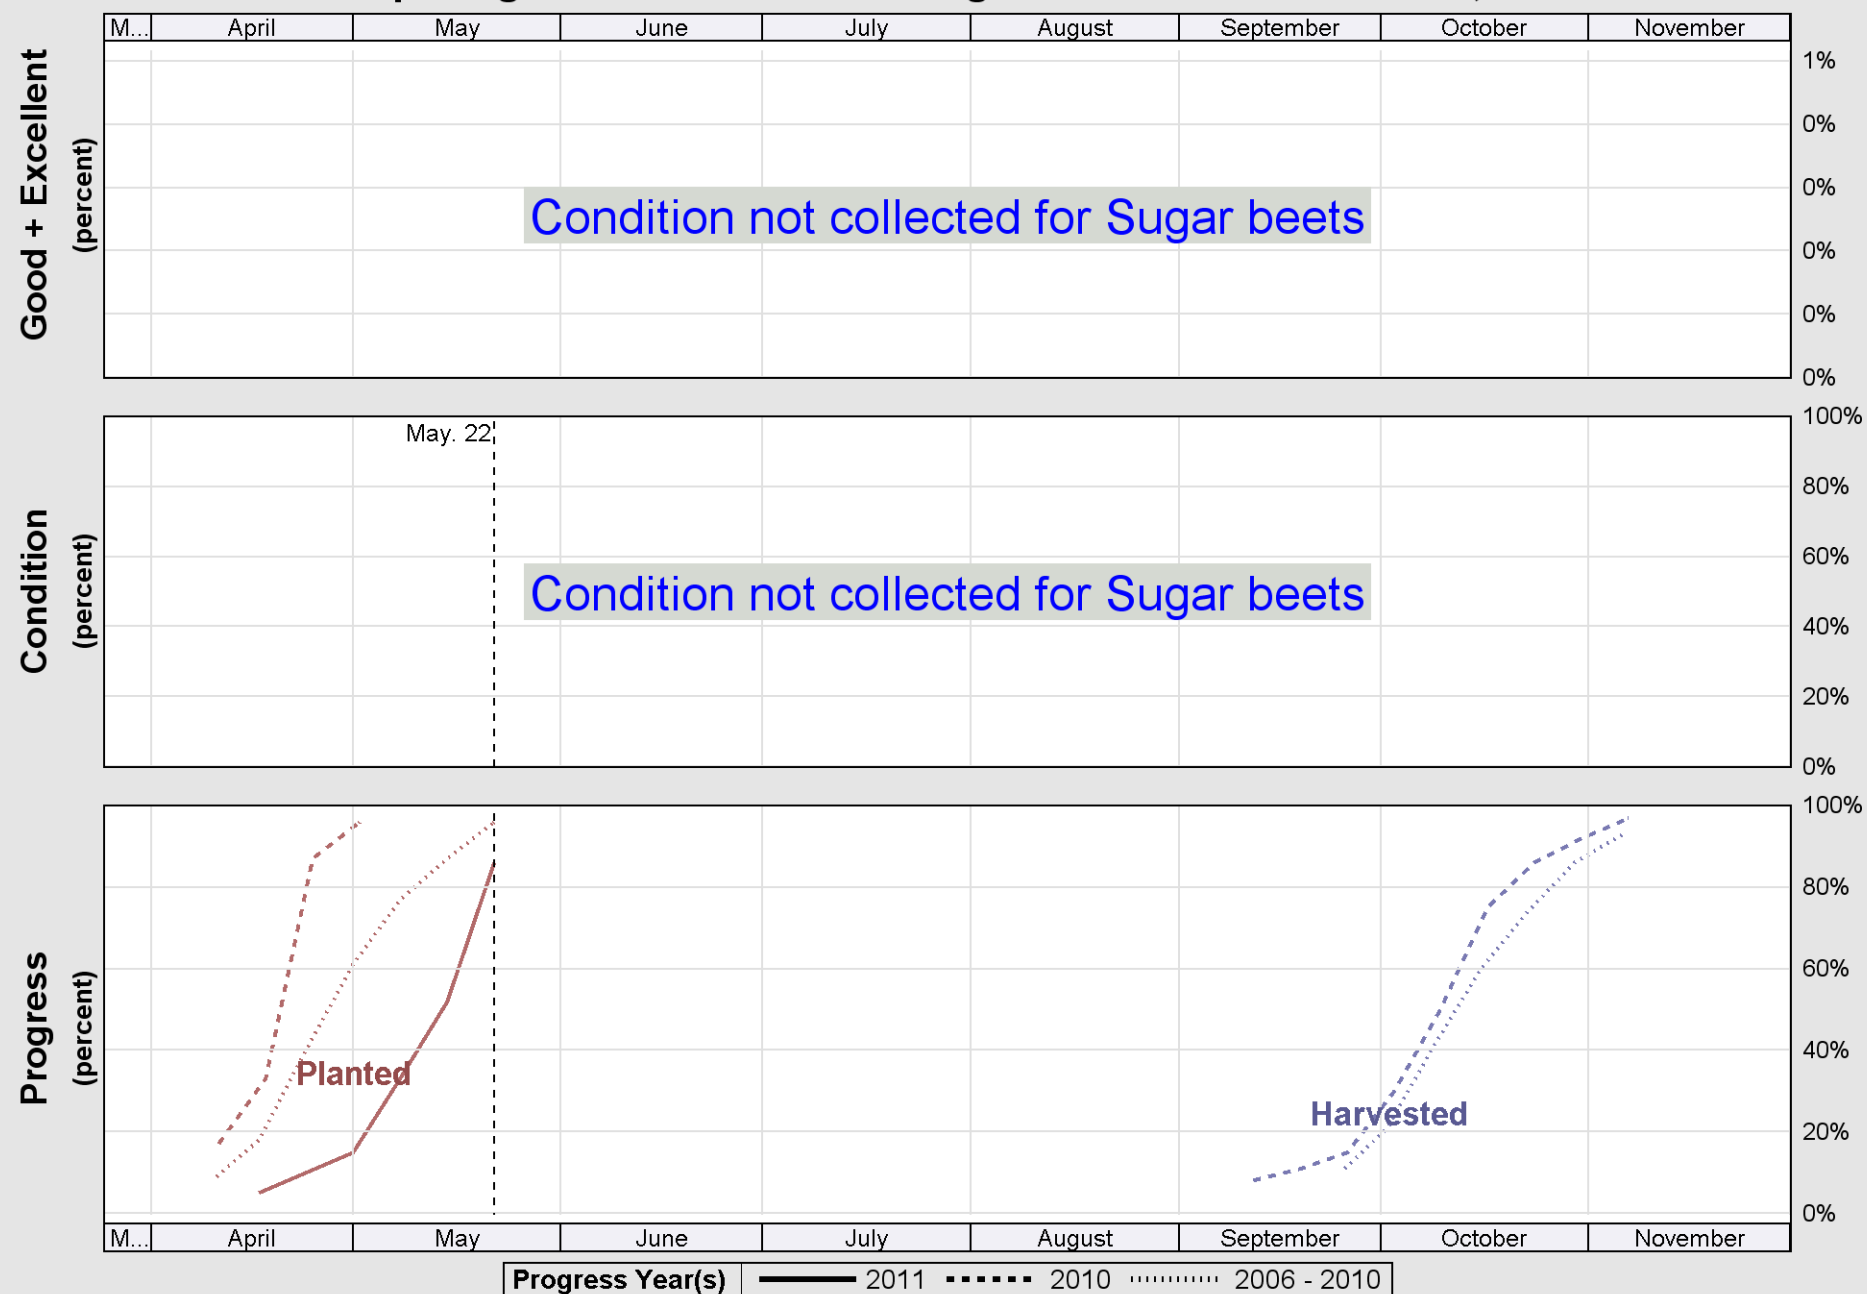 M... April May June July August September October November
Good + Excellent
(percent)
1%
0%
0%
0%
0%
0%
Condition not collected for Sugar beets
Condition
(percent)
May. 22
100%
80%
60%
40%
20%
0%
Condition not collected for Sugar beets
Progress
(percent)
100%
80%
60%
40%
20%
0%
Planted
Harvested
M... April May June July August September October November
Progress Year(s) 2011 2010 2006 - 2010